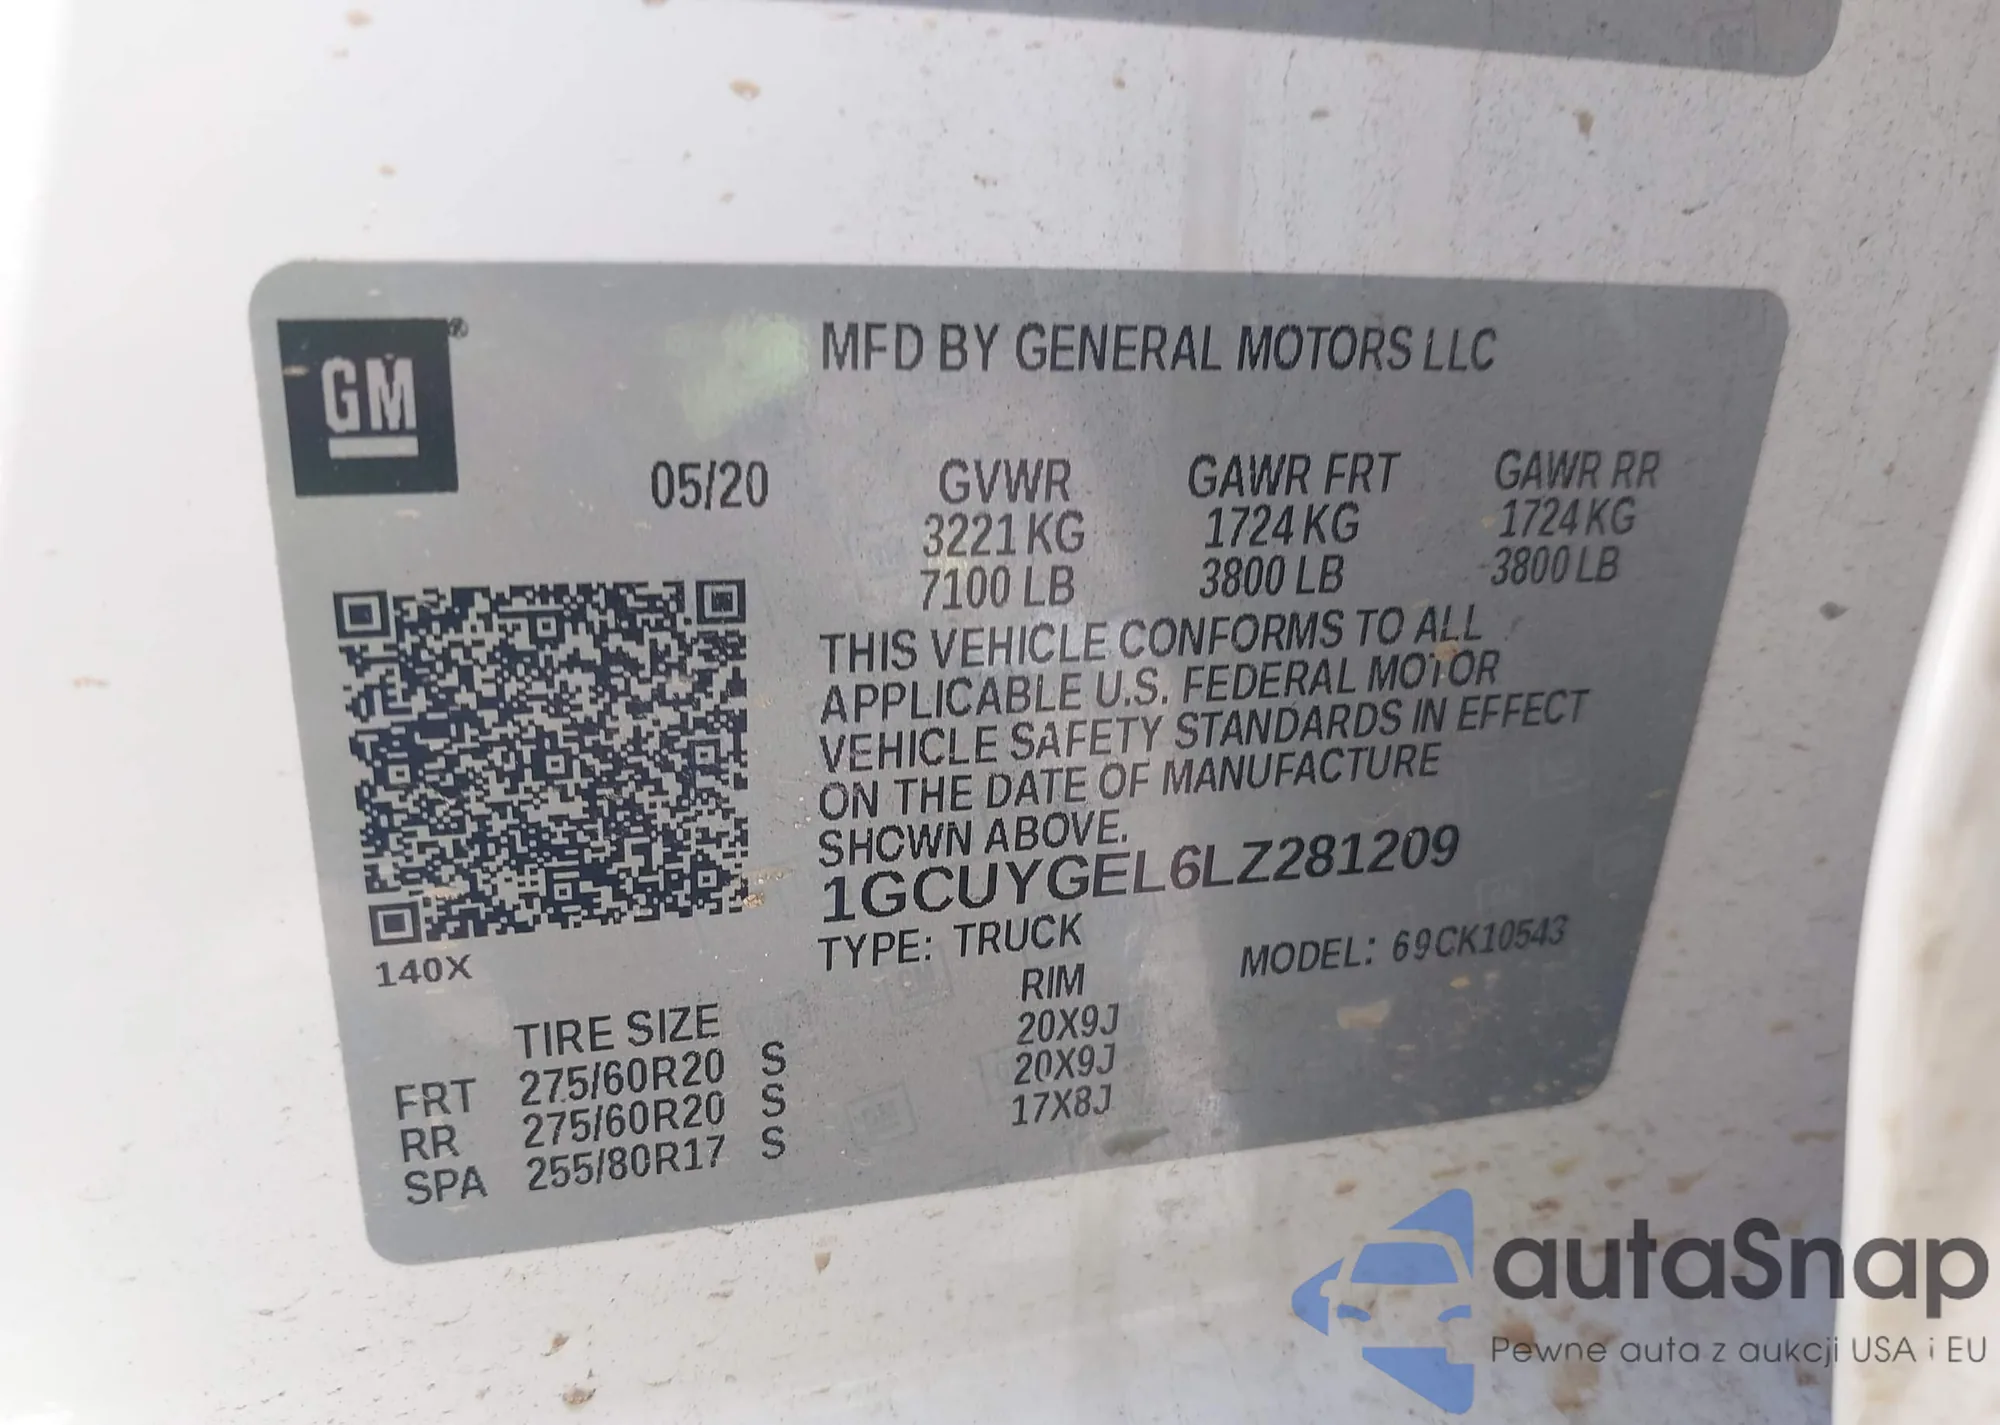 GM®
MFD BY GENERAL MOTORS LLC
05/20 GVWR GAWR FRT GAWR RR
3221 KG 1724 KG 1724 KG
7100 LB 3800 LB 3800 LB
THIS VEHICLE CONFORMS TO ALL
APPLICABLE U.S. FEDERAL MOTOR
VEHICLE SAFETY STANDARDS IN EFFECT
ON THE DATE OF MANUFACTURE
SHOWN ABOVE.
1GCUYGEL6LZ281209
TYPE: TRUCK MODEL: 69CK10543
140X
TIRE SIZE RIM
FRT 275/60R20 S 20X9J
RR 275/60R20 S 20X9J
SPA 255/80R17 S 17X8J
autaSnap
Pewne auta z aukcji USA i EU